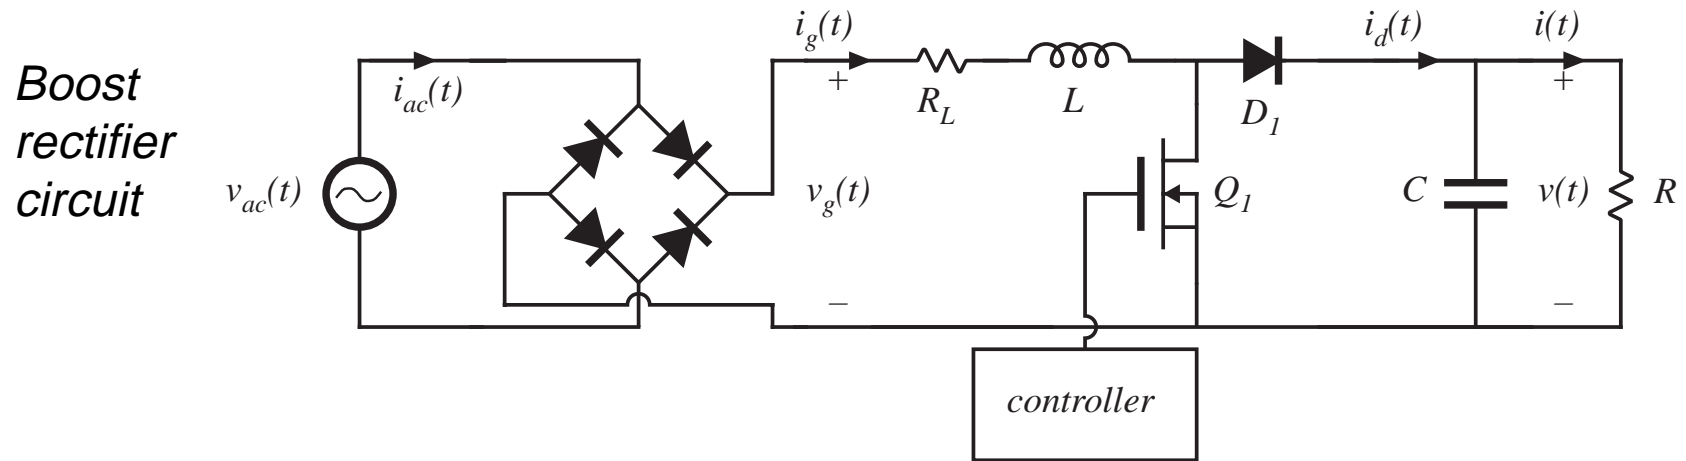 Boost
rectifier
circuit
i_ac(t)
v_ac(t)
i_g(t)
+
v_g(t)
–
R_L
L
D_1
Q_1
controller
i_d(t)
C
i(t)
+
v(t)
–
R